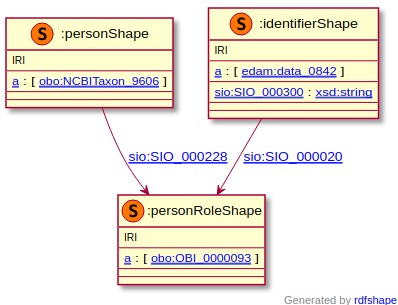 S :personShape
IRI
a : [ obo:NCBITaxon_9606 ]
S :identifierShape
IRI
a : [ edam:data_0842 ]
sio:SIO_000300 : xsd:string
sio:SIO_000228
sio:SIO_000020
S :personRoleShape
IRI
a : [ obo:OBI_0000093 ]
Generated by rdfshape